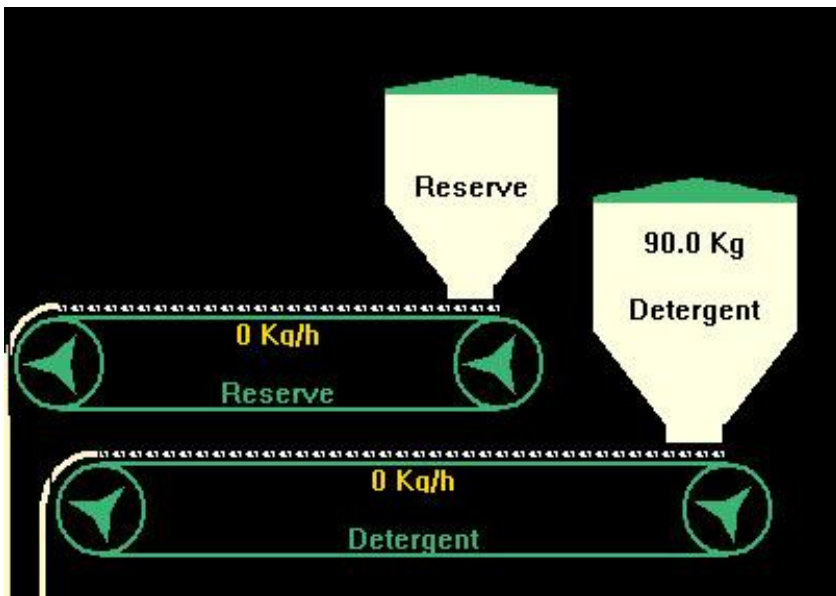 Reserve
90.0 Kg
Detergent
0 Kg/h
Reserve
0 Kg/h
Detergent